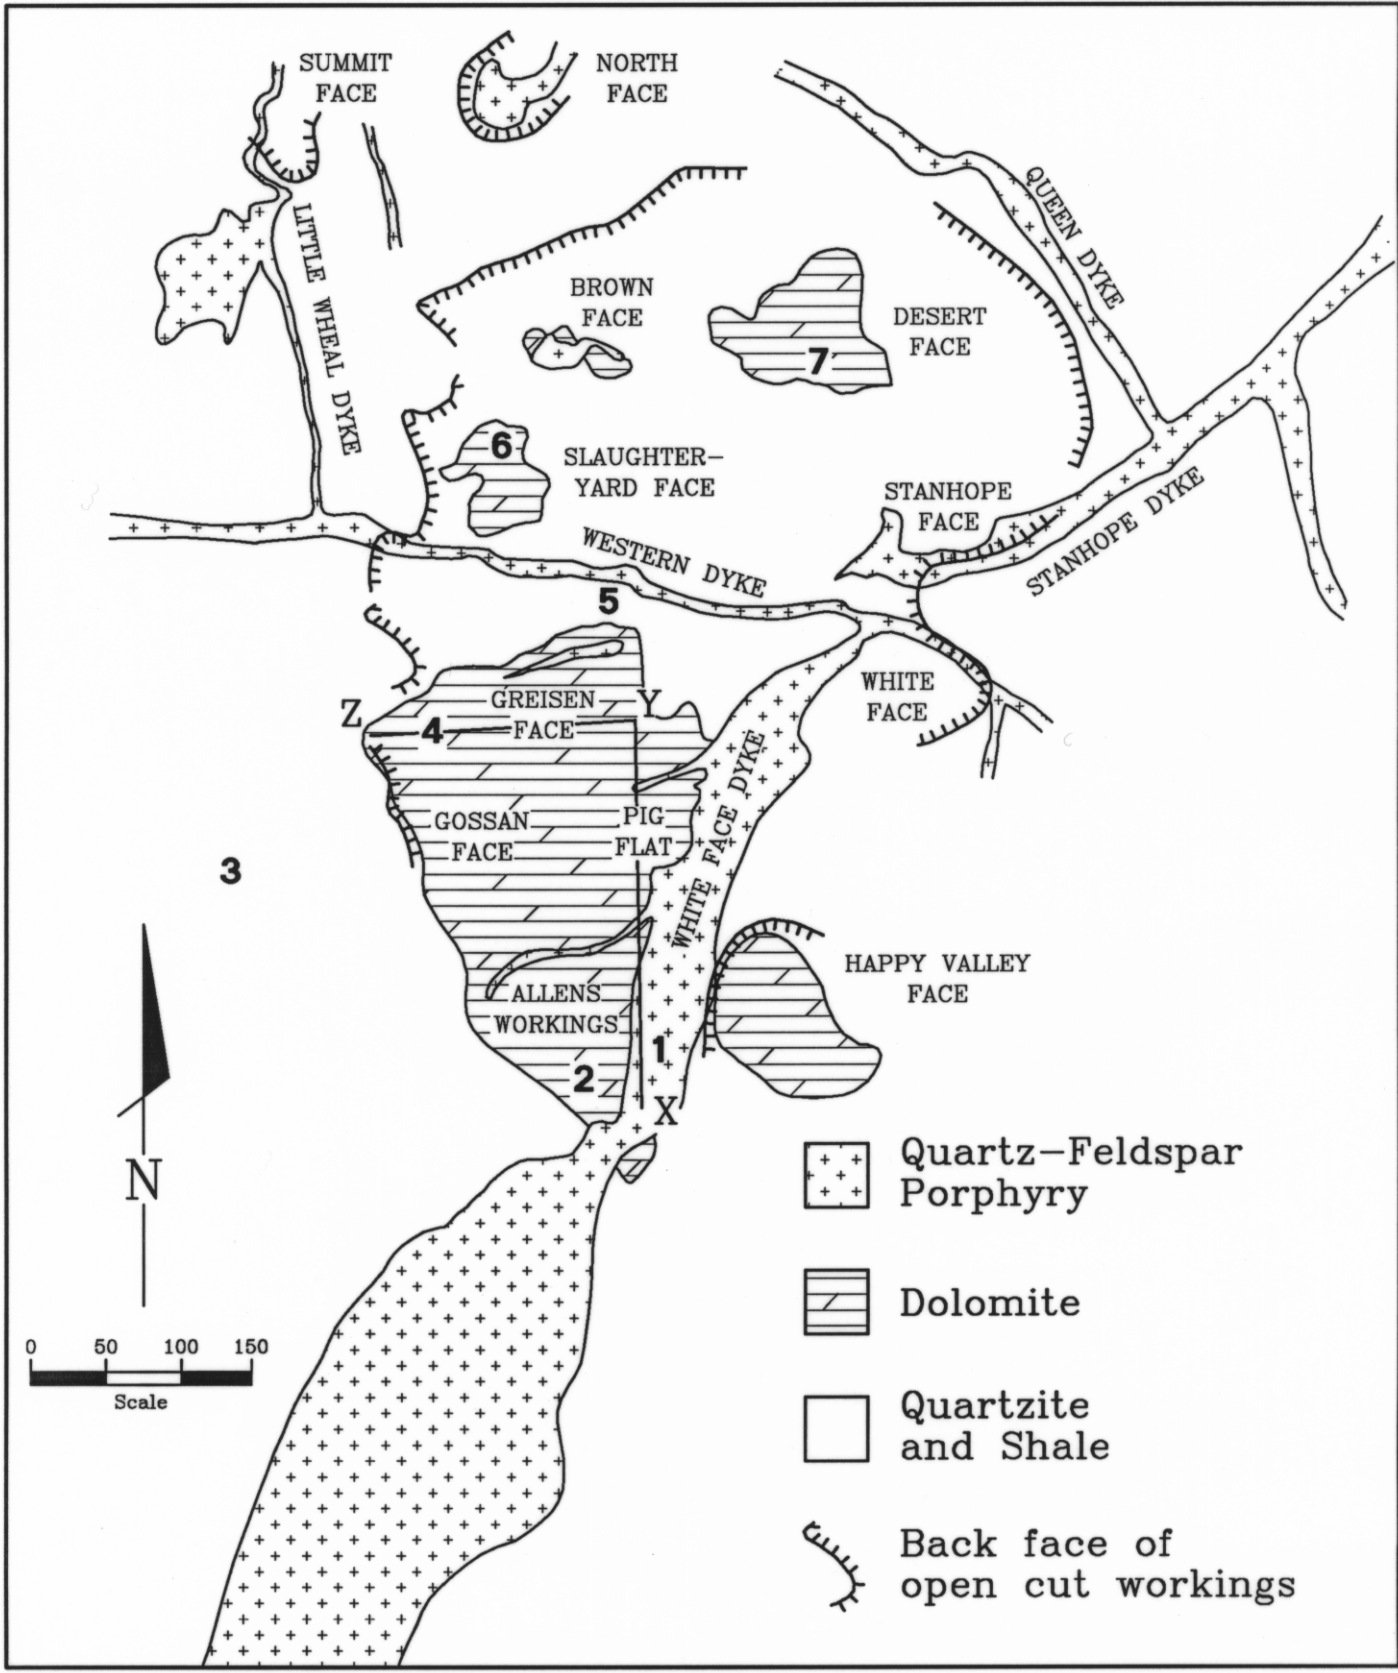 SUMMIT
FACE
NORTH
FACE
QUEEN DYKE
LITTLE WHEAL DYKE
BROWN
FACE
DESERT
FACE
7
6
SLAUGHTER-
YARD FACE
STANHOPE
FACE
STANHOPE DYKE
WESTERN DYKE
5
WHITE
FACE
Z
Y
GREISEN
FACE
4
WHITE FACE DYKE
GOSSAN
FACE
PIG
FLAT
3
HAPPY VALLEY
FACE
ALLENS
WORKINGS
1
2
X
N
Quartz-Feldspar
Porphyry
Dolomite
Quartzite
and Shale
Back face of
open cut workings
0 50 100 150
Scale